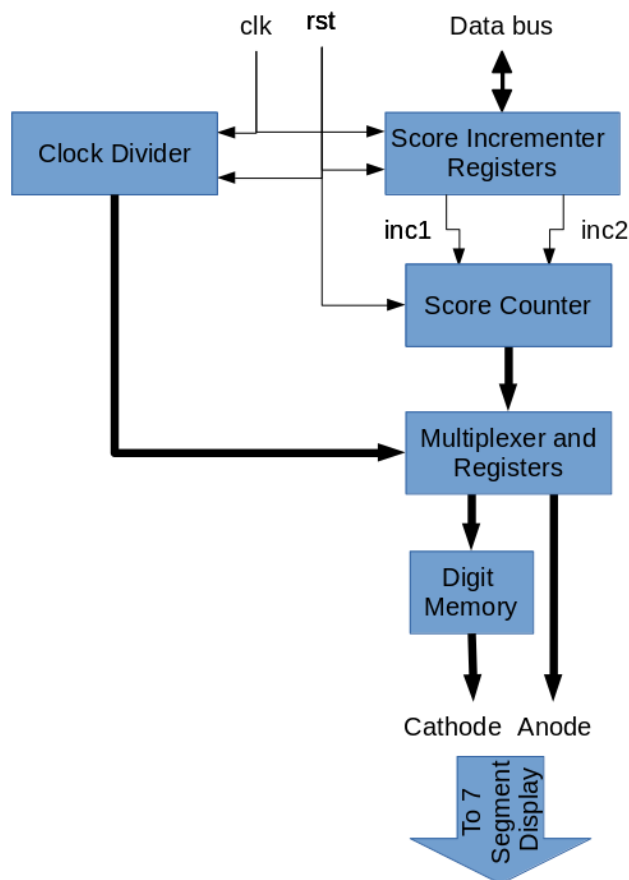 clk
rst
Data bus
Clock Divider
Score Incrementer
Registers
inc1
inc2
Score Counter
Multiplexer and
Registers
Digit
Memory
Cathode
Anode
To 7
Segment
Display